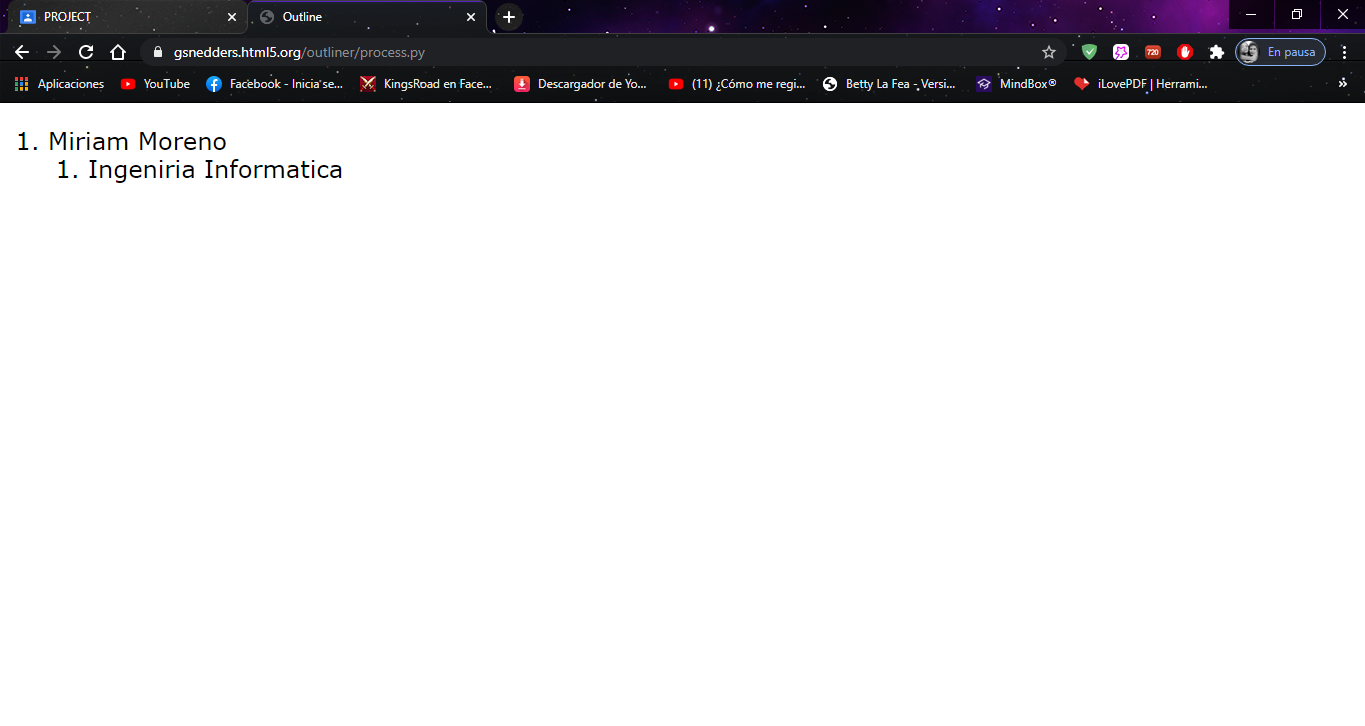 PROJECT
Outline
gsnedders.html5.org/outliner/process.py
720
En pausa
Aplicaciones
YouTube
Facebook - Inicia se...
KingsRoad en Face...
Descargador de Yo...
(11) ¿Cómo me regi...
Betty La Fea - Versi...
MindBox®
iLovePDF | Herrami...
»
1. Miriam Moreno
1. Ingeniria Informatica